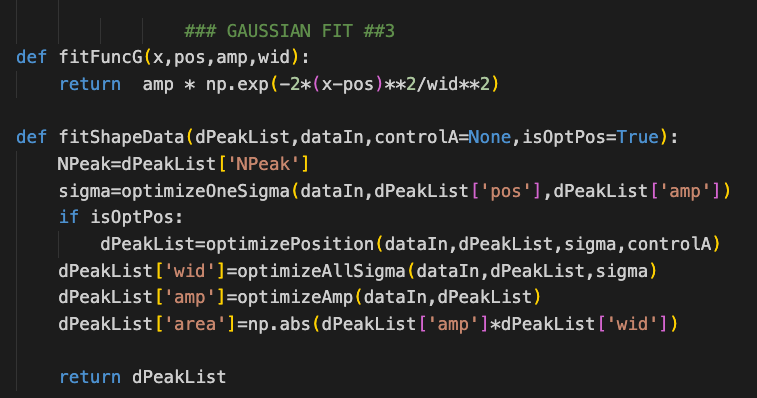 ### GAUSSIAN FIT ##3
def fitFuncG(x,pos,amp,wid):
    return  amp * np.exp(-2*(x-pos)**2/wid**2)
def fitShapeData(dPeakList,dataIn,controlA=None,isOptPos=True):
    NPeak=dPeakList['NPeak']
    sigma=optimizeOneSigma(dataIn,dPeakList['pos'],dPeakList['amp'])
    if isOptPos:
        dPeakList=optimizePosition(dataIn,dPeakList,sigma,controlA)
    dPeakList['wid']=optimizeAllSigma(dataIn,dPeakList,sigma)
    dPeakList['amp']=optimizeAmp(dataIn,dPeakList)
    dPeakList['area']=np.abs(dPeakList['amp']*dPeakList['wid'])
    return dPeakList